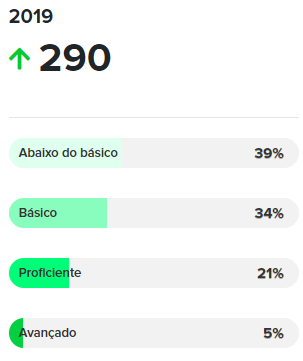 2019
290
Abaixo do básico 39%
Básico 34%
Proficiente 21%
Avançado 5%